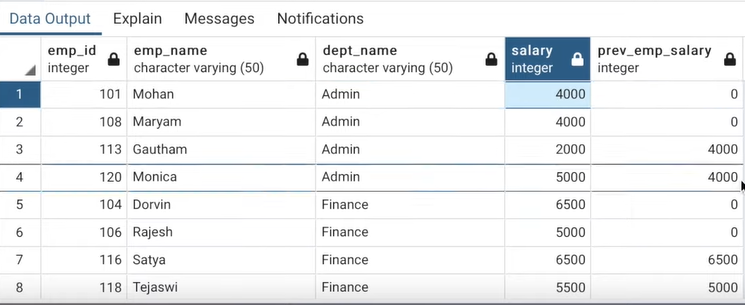 Data Output Explain Messages Notifications
emp_id emp_name dept_name salary prev_emp_salary
integer character varying (50) character varying (50) integer integer
1 101 Mohan Admin 4000 0
2 108 Maryam Admin 4000 0
3 113 Gautham Admin 2000 4000
4 120 Monica Admin 5000 4000
5 104 Dorvin Finance 6500 0
6 106 Rajesh Finance 5000 0
7 116 Satya Finance 6500 6500
8 118 Tejaswi Finance 5500 5000